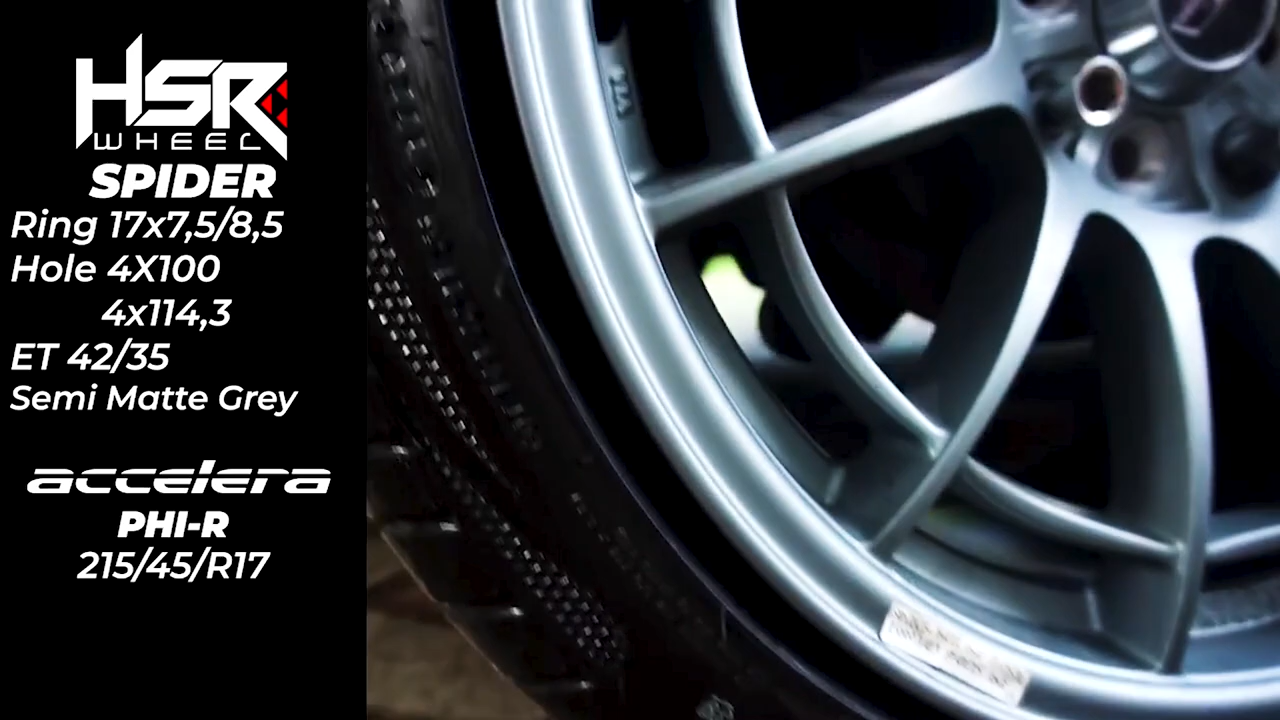 HSR
WHEEL
SPIDER
Ring 17x7,5/8,5
Hole 4X100
4x114,3
ET 42/35
Semi Matte Grey
accelera
PHI-R
215/45/R17